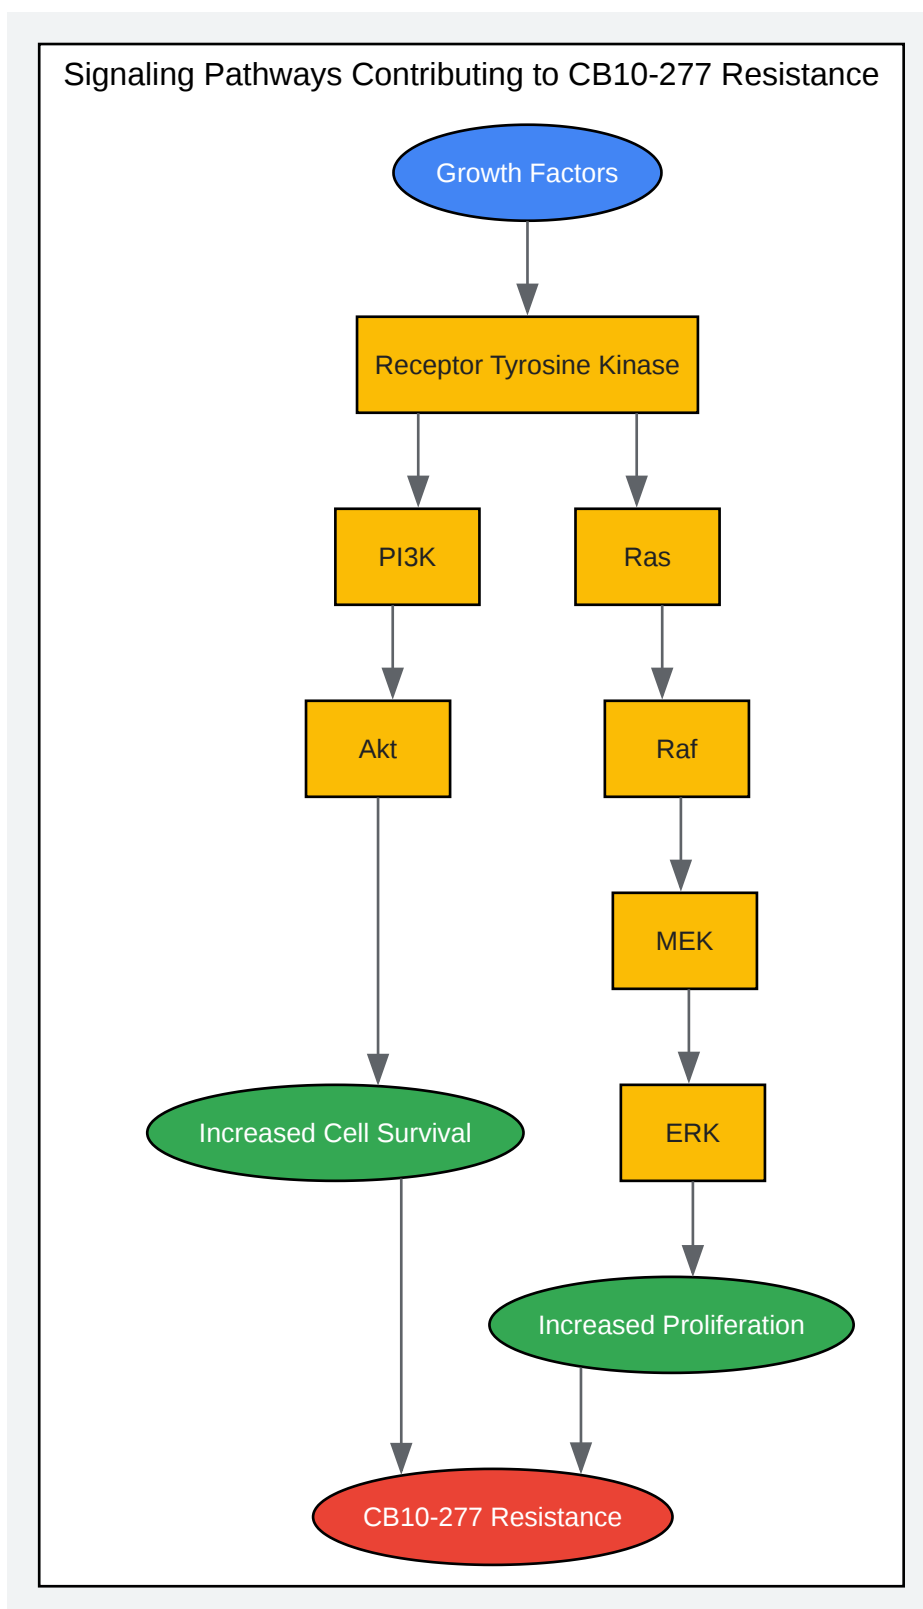 Signaling Pathways Contributing to CB10-277 Resistance
Growth Factors
Receptor Tyrosine Kinase
PI3K
Ras
Akt
Raf
MEK
Increased Cell Survival
ERK
Increased Proliferation
CB10-277 Resistance